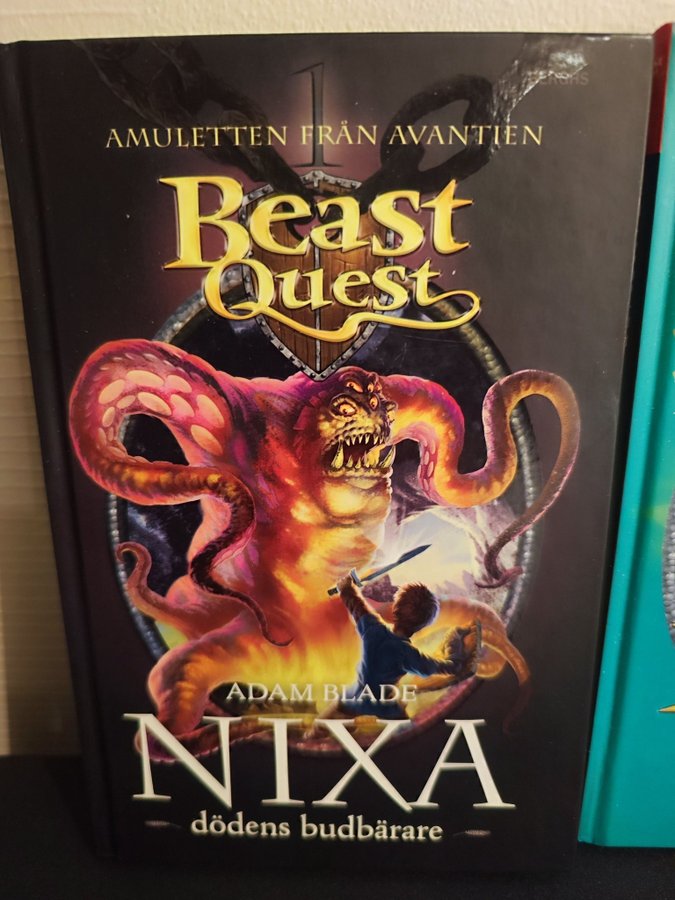 1
AMULETTEN FRÅN AVANTIEN
Beast
Quest
ADAM BLADE
NIXA
dödens budbärare